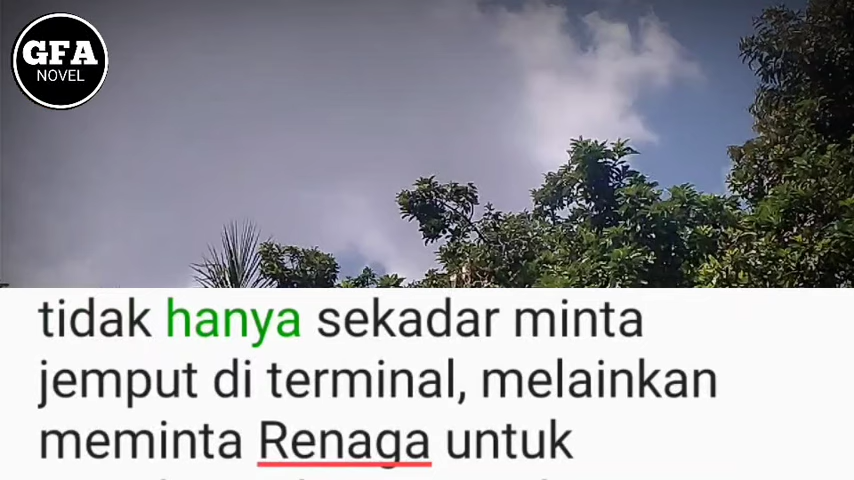 GFA
NOVEL
tidak hanya sekadar minta
jemput di terminal, melainkan
meminta Renaga untuk